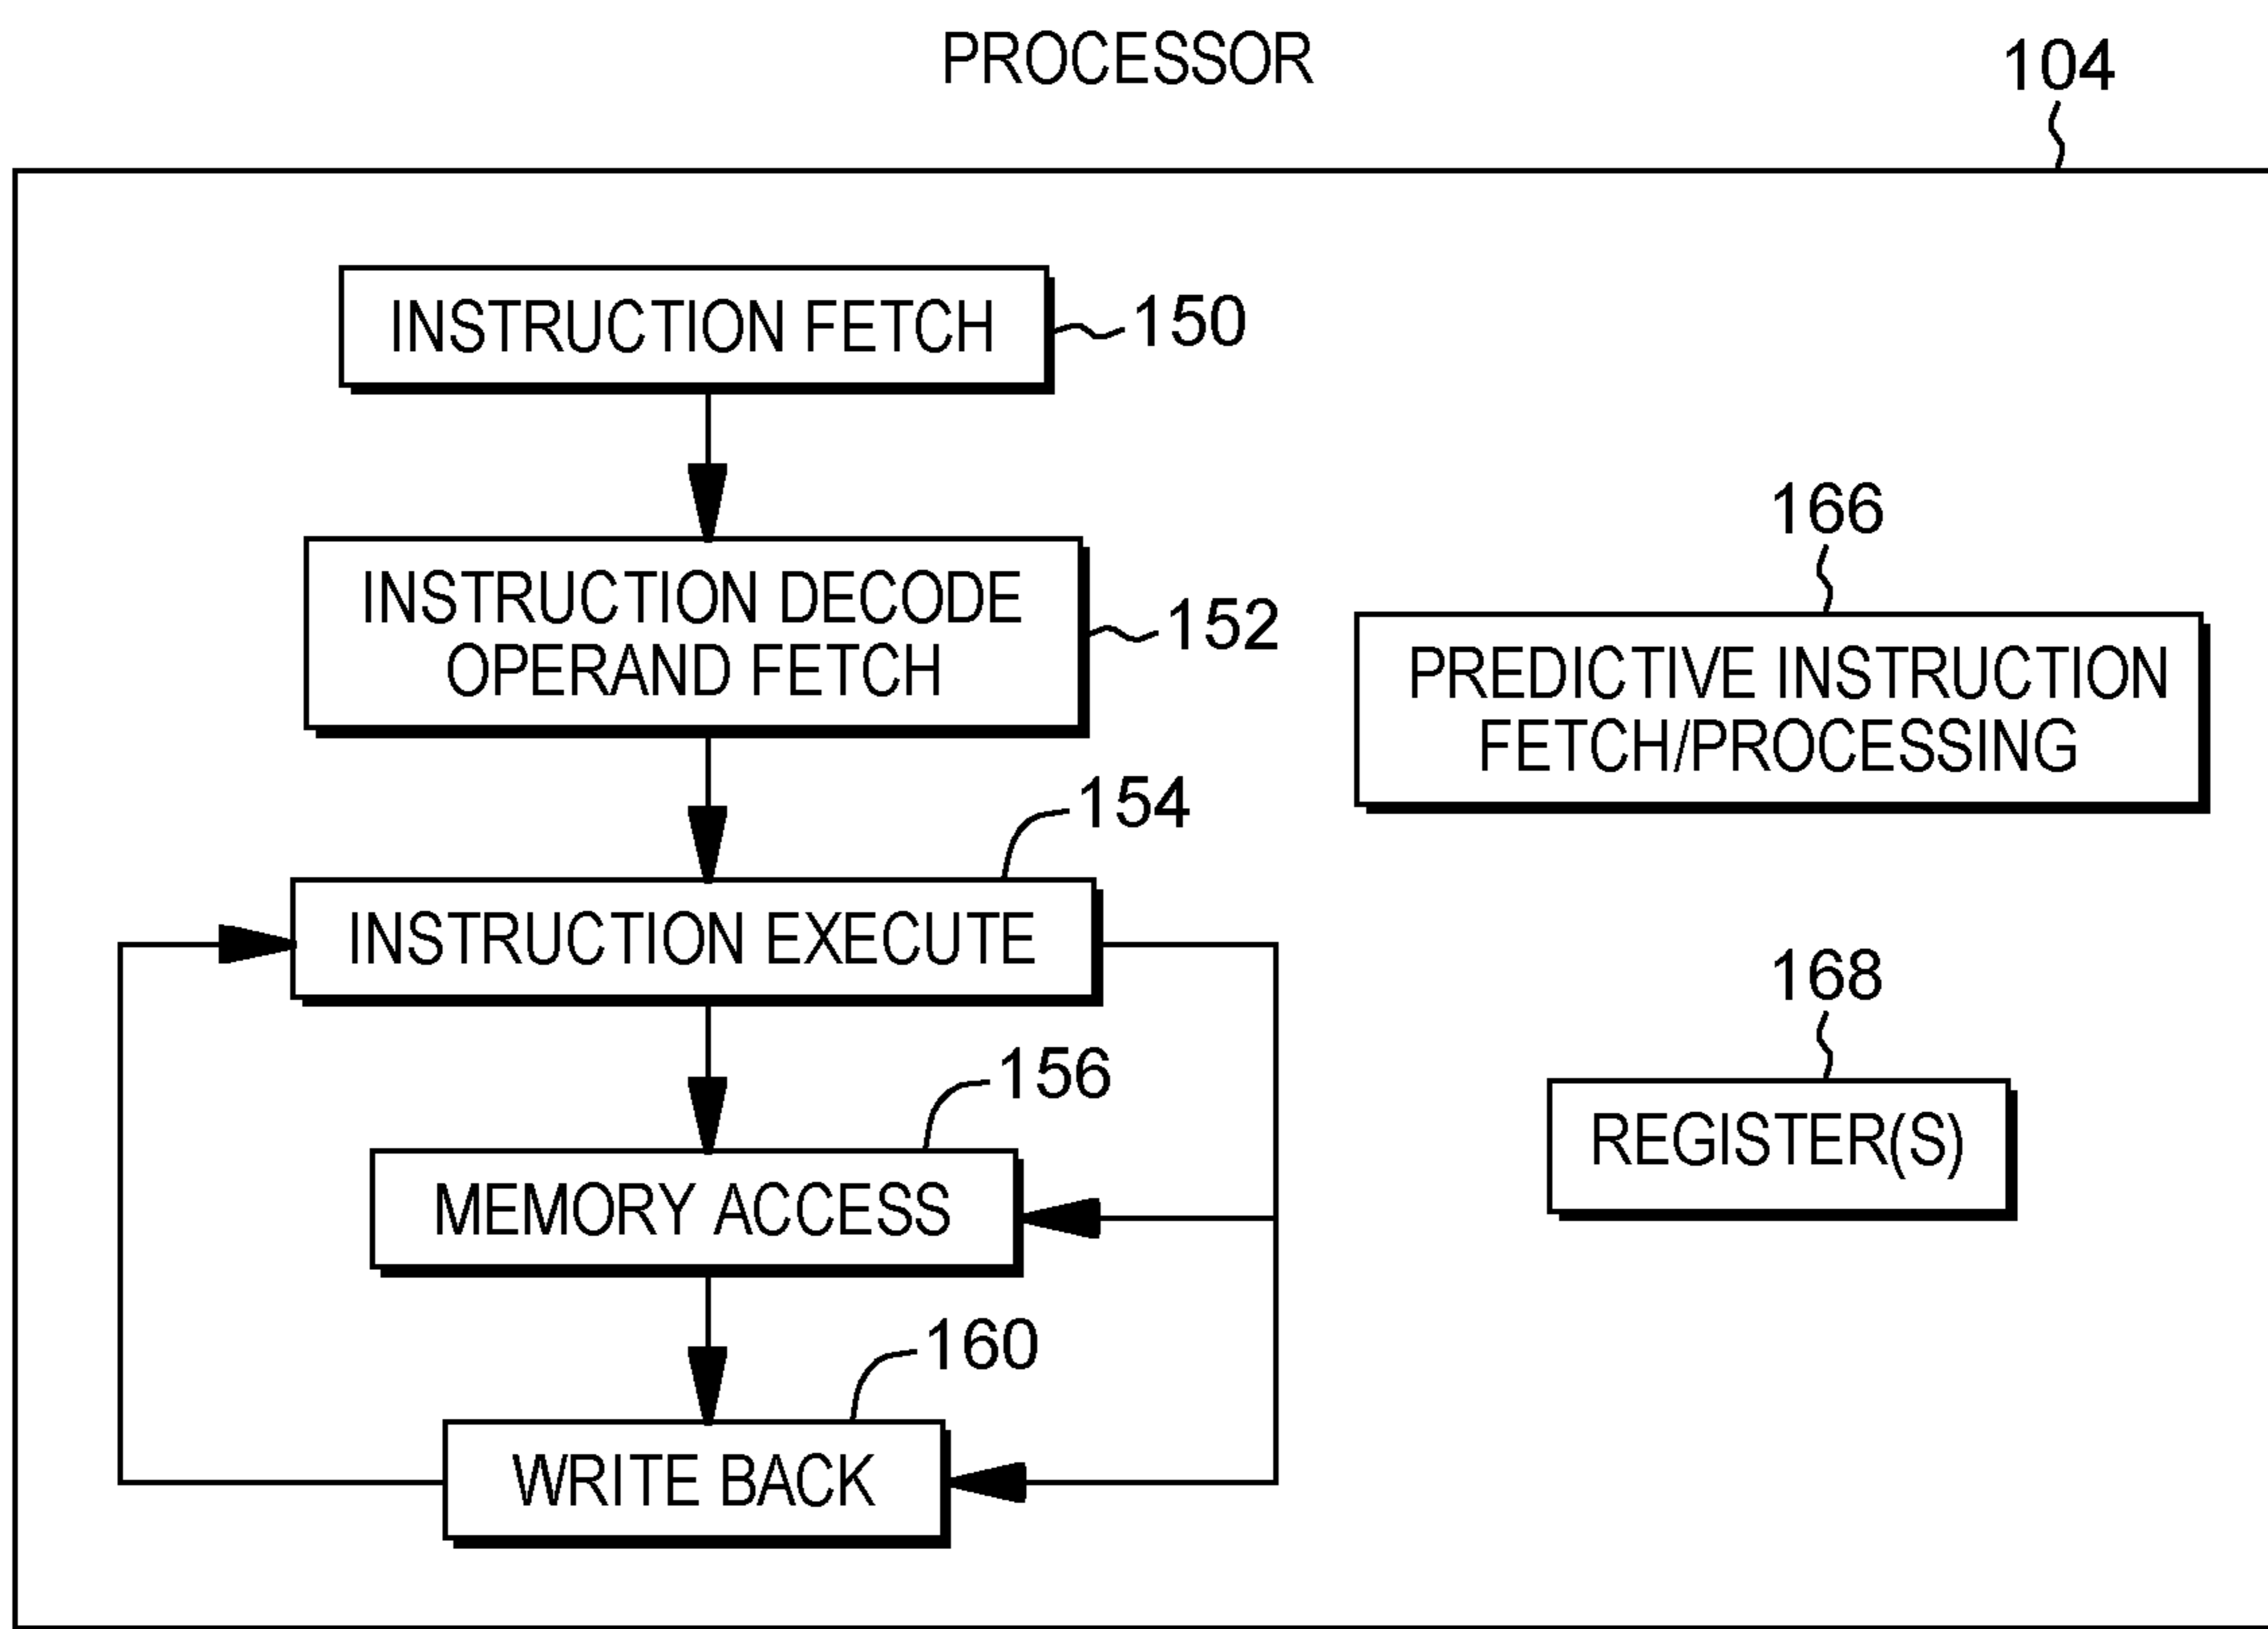 PROCESSOR
104
INSTRUCTION FETCH
150
INSTRUCTION DECODE
OPERAND FETCH
152
166
PREDICTIVE INSTRUCTION
FETCH/PROCESSING
154
INSTRUCTION EXECUTE
168
REGISTER(S)
156
MEMORY ACCESS
160
WRITE BACK